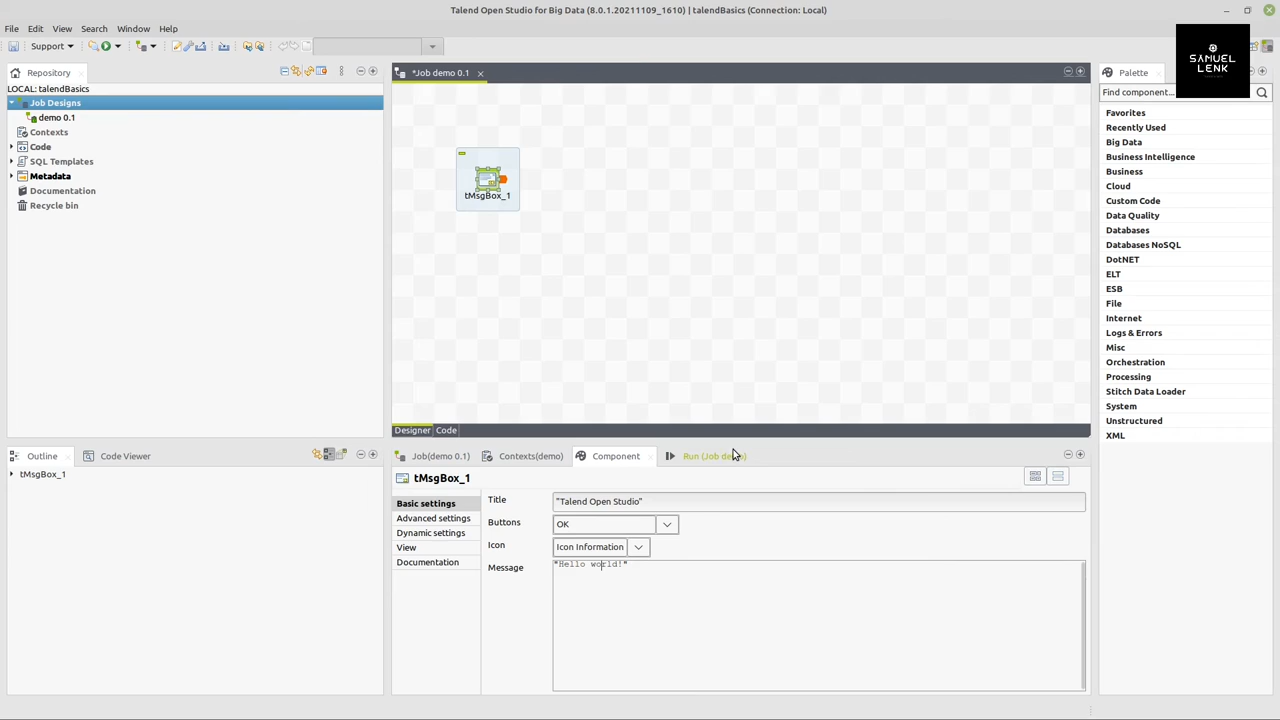 Talend Open Studio for Big Data (8.0.1.20211109_1610) | talendBasics (Connection: Local)
File Edit View Search Window Help
Support
SAMUEL
LENK
Repository
LOCAL: talendBasics
Job Designs
demo 0.1
Contexts
Code
SQL Templates
Metadata
Documentation
Recycle bin
*Job demo 0.1
tMsgBox_1
Designer Code
Palette
Find component...
Favorites
Recently Used
Big Data
Business Intelligence
Business
Cloud
Custom Code
Data Quality
Databases
Databases NoSQL
DotNET
ELT
ESB
File
Internet
Logs & Errors
Misc
Orchestration
Processing
Stitch Data Loader
System
Unstructured
XML
Outline Code Viewer
tMsgBox_1
Job(demo 0.1) Contexts(demo) Component Run (Job demo)
tMsgBox_1
Basic settings
Advanced settings
Dynamic settings
View
Documentation
Title "Talend Open Studio"
Buttons OK
Icon Icon Information
Message "Hello world!"